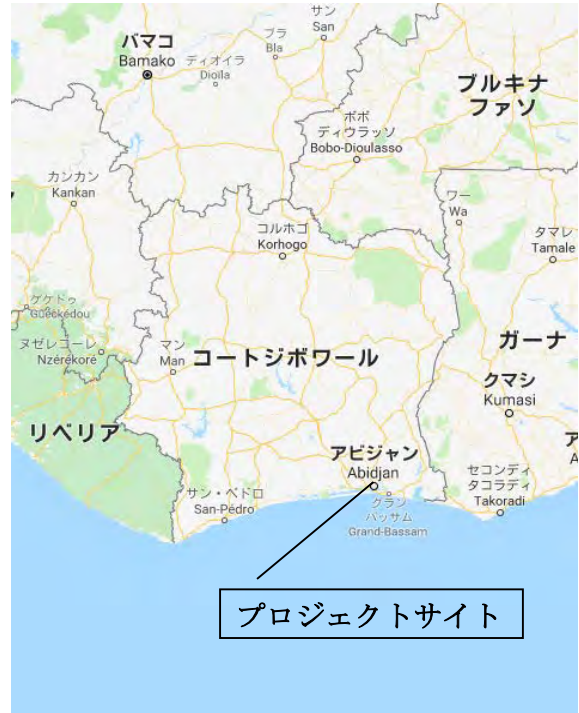 サン
San
ブラ
Bla
バマコ
Bamako
ディオイラ
Dioïla
ブルキナ
ファソ
ボボ
ディウラッソ
Bobo-Dioulasso
カンカン
Kankan
ワー
Wa
コルホゴ
Korhogo
タマレ
Tamale
ゲケドゥ
Guéckédou
ヌゼレコーレ
Nzérékoré
マン
Man
コートジボワール
ガーナ
クマシ
Kumasi
リベリア
アビジャン
Abidjan
サン・ペドロ
San-Pédro
グラン
バッサム
Grand-Bassam
セコンディ
タコラディ
Takoradi
ア
A
プロジェクトサイト